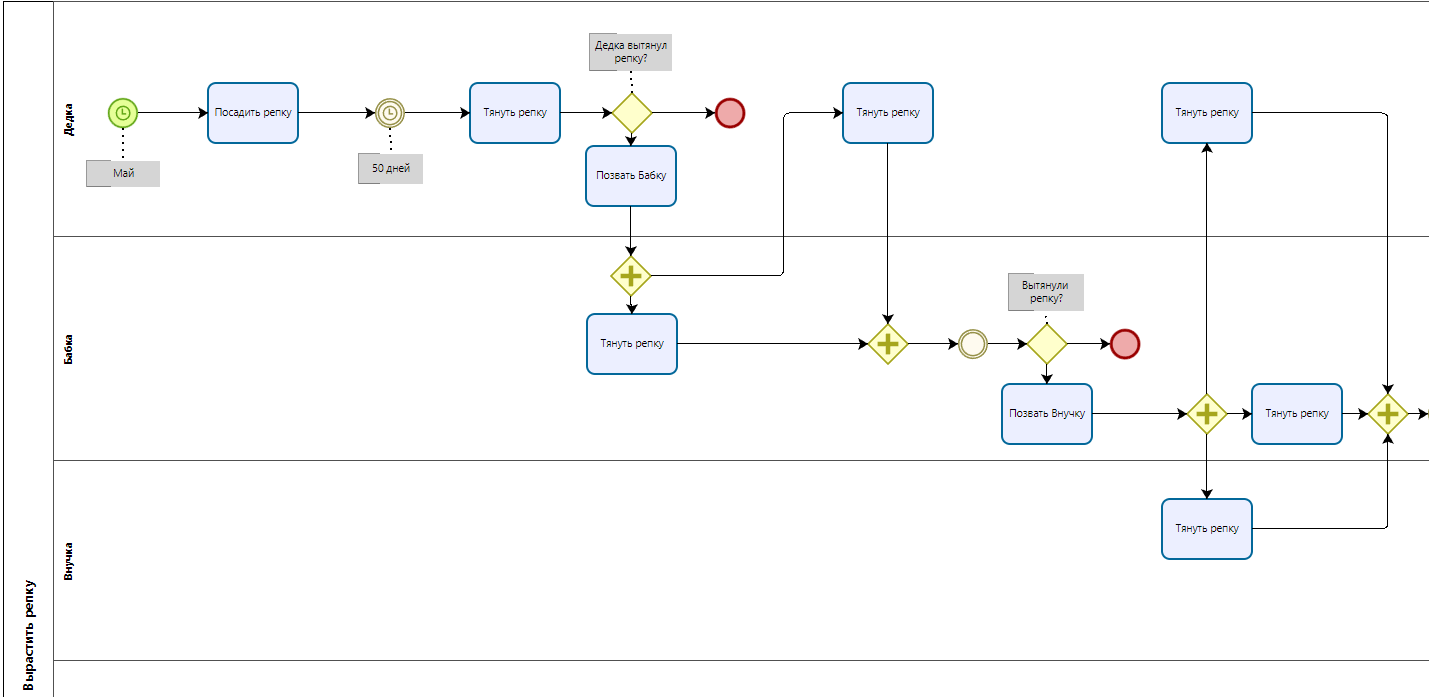 Вырастить репку
Дедка
Май
Посадить репку
50 дней
Тянуть репку
Дедка вытянул
репку?
Позвать Бабку
Тянуть репку
Тянуть репку
Бабка
Тянуть репку
Вытянули
репку?
Позвать Внучку
Тянуть репку
Внучка
Тянуть репку